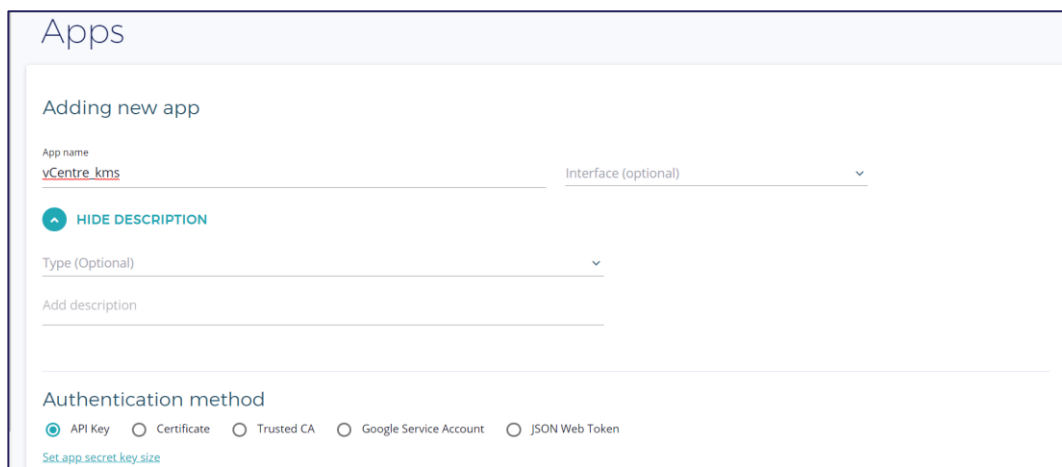 Apps
Adding new app
App name
vCentre_kms
Interface (optional)
HIDE DESCRIPTION
Type (Optional)
Add description
Authentication method
API Key Certificate Trusted CA Google Service Account JSON Web Token
Set app secret key size